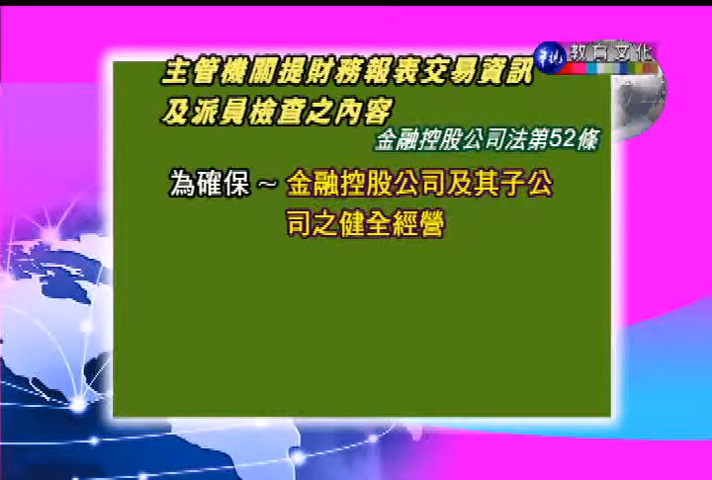 主管機關提財務報表交易資訊
及派員檢查之內容
華視 教育文化
金融控股公司法第52條
為確保~金融控股公司及其子公
司之健全經營